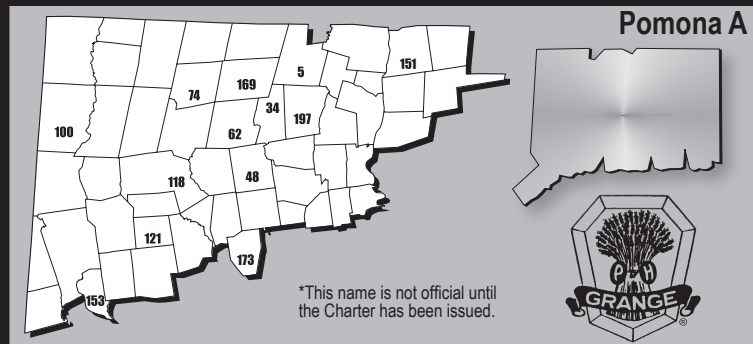 Pomona A
151
5
169
74
34
197
100
62
118
48
121
173
153
*This name is not official until
the Charter has been issued.
P H
GRANGE
®